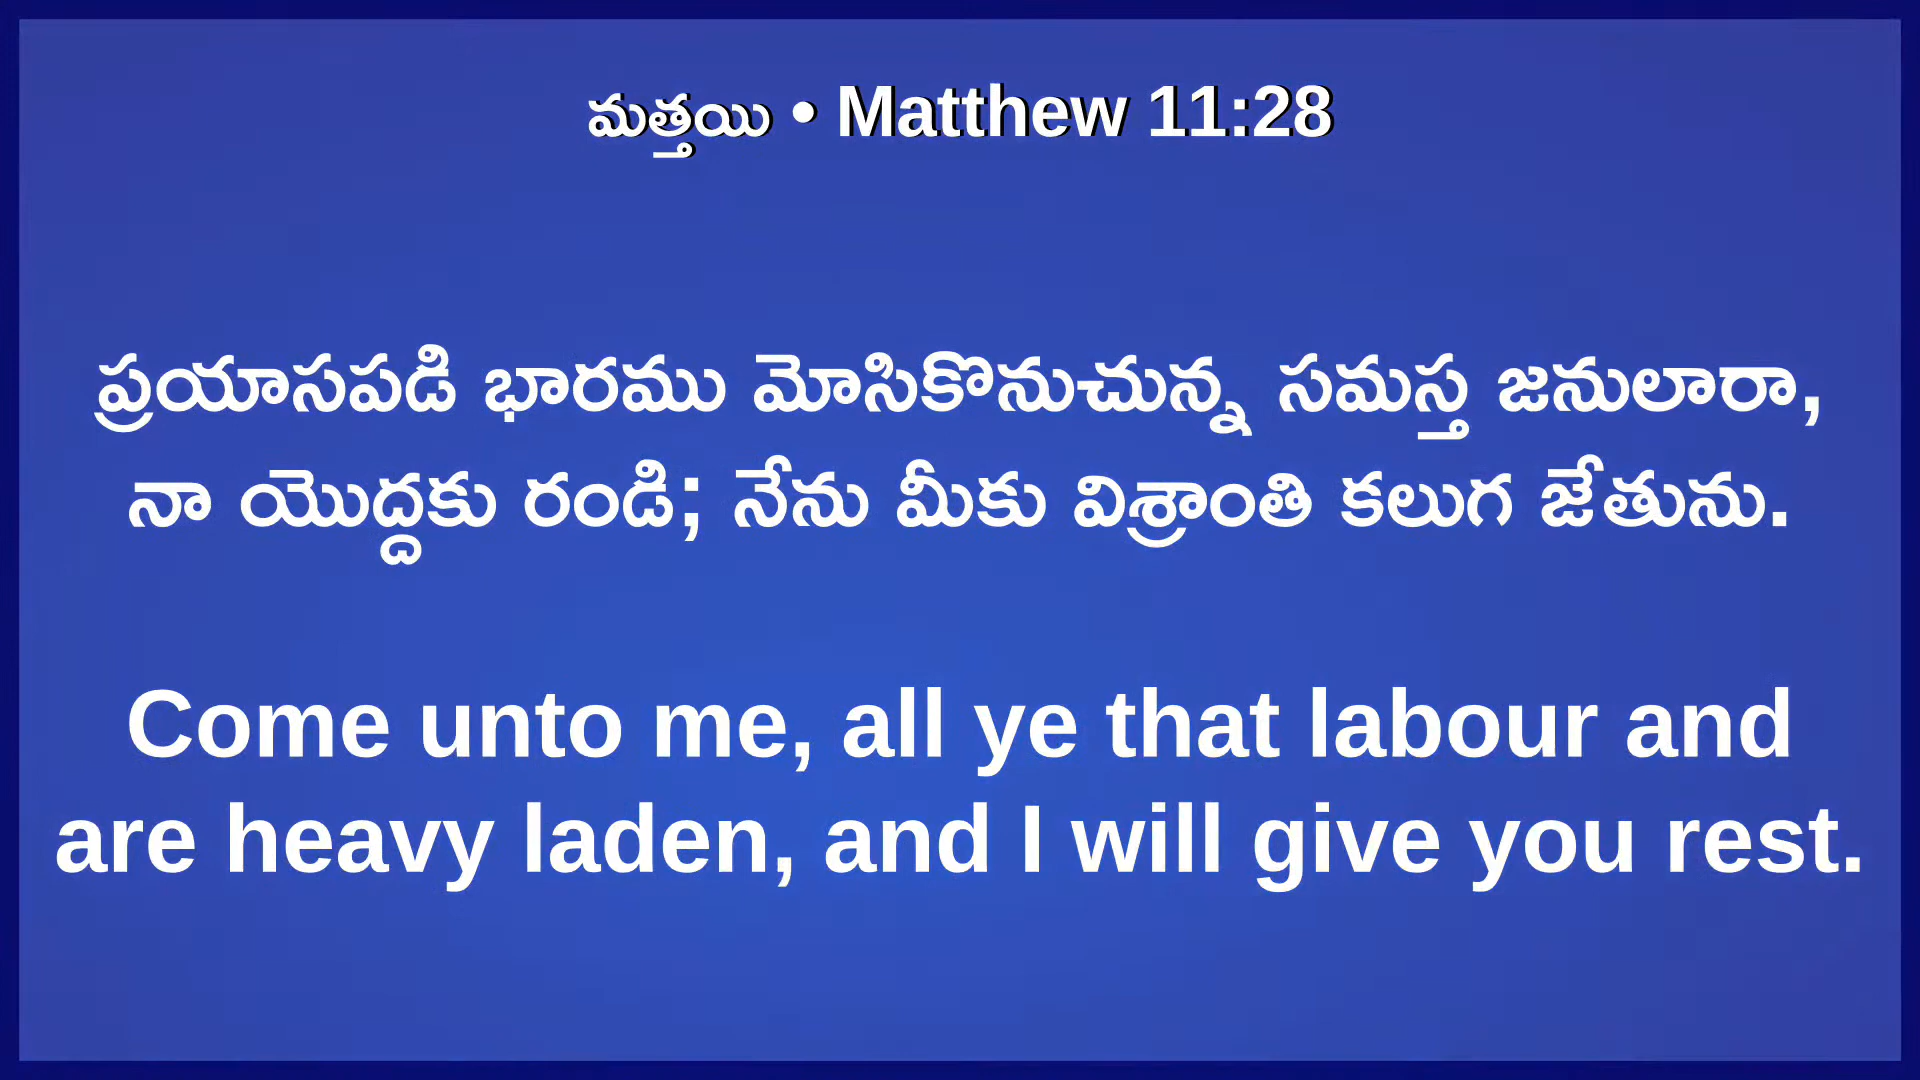 మత్తయి • Matthew 11:28
ప్రయాసపడి భారము మోసికొనుచున్న సమస్త జనులారా,
నా యొద్దకు రండి; నేను మీకు విశ్రాంతి కలుగ జేతును.
Come unto me, all ye that labour and
are heavy laden, and I will give you rest.